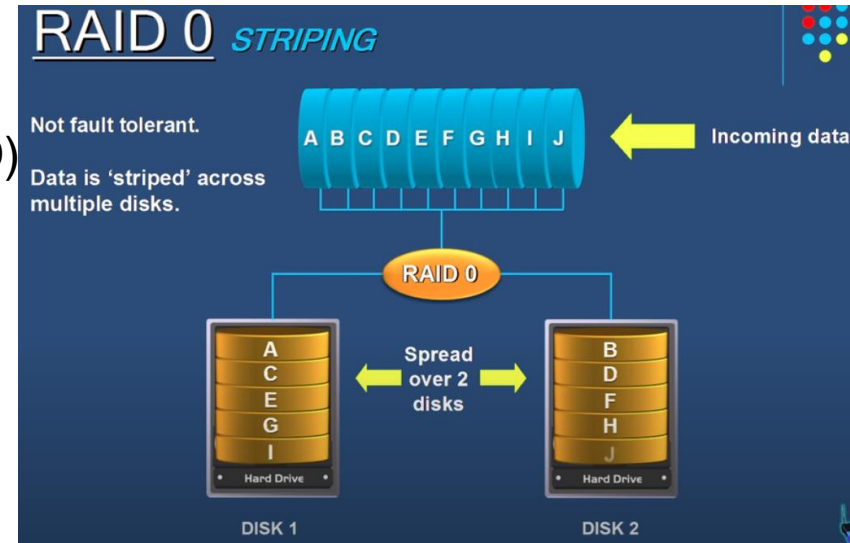 RAID 0 STRIPING
Not fault tolerant.
Data is ‘striped’ across
multiple disks.
)
A B C D E F G H I J
Incoming data
RAID 0
A
C
E
G
I
Hard Drive
DISK 1
Spread
over 2
disks
B
D
F
H
J
Hard Drive
DISK 2